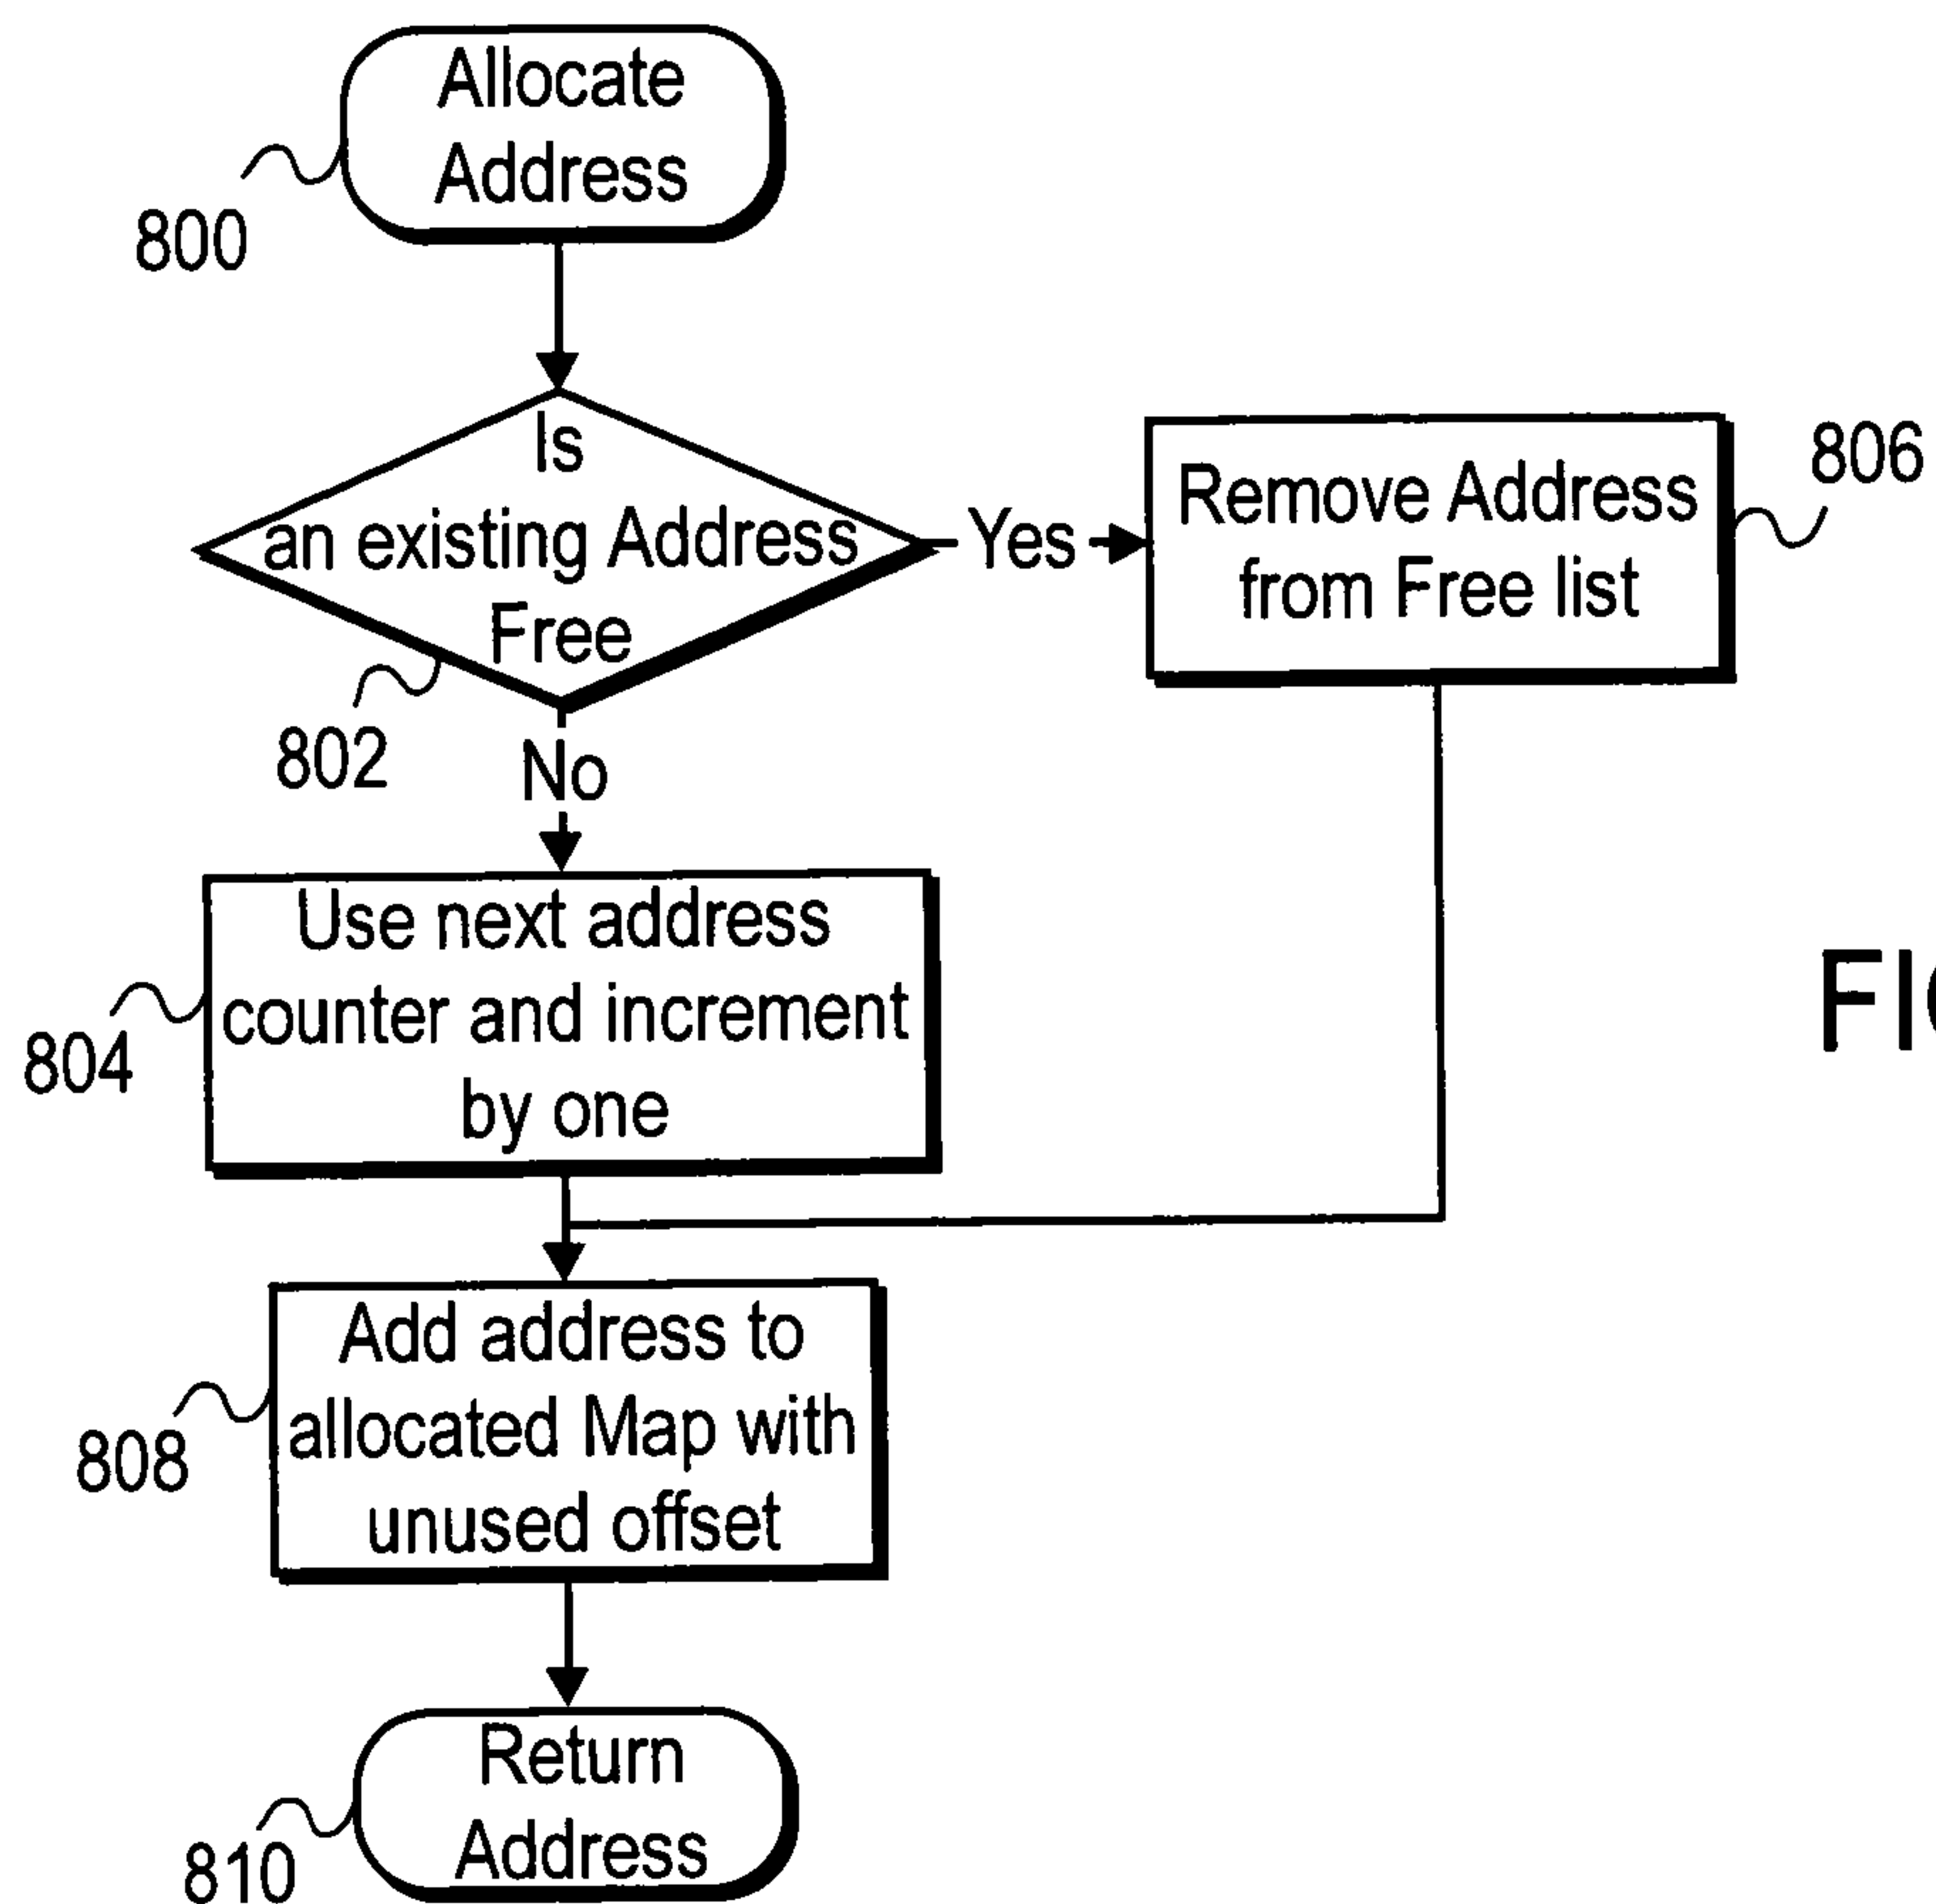 Allocate
Address
800
Is
an existing Address
Free
Yes
Remove Address
from Free list
806
802
No
Use next address
counter and increment
by one
804
FI
Add address to
allocated Map with
unused offset
808
Return
Address
810